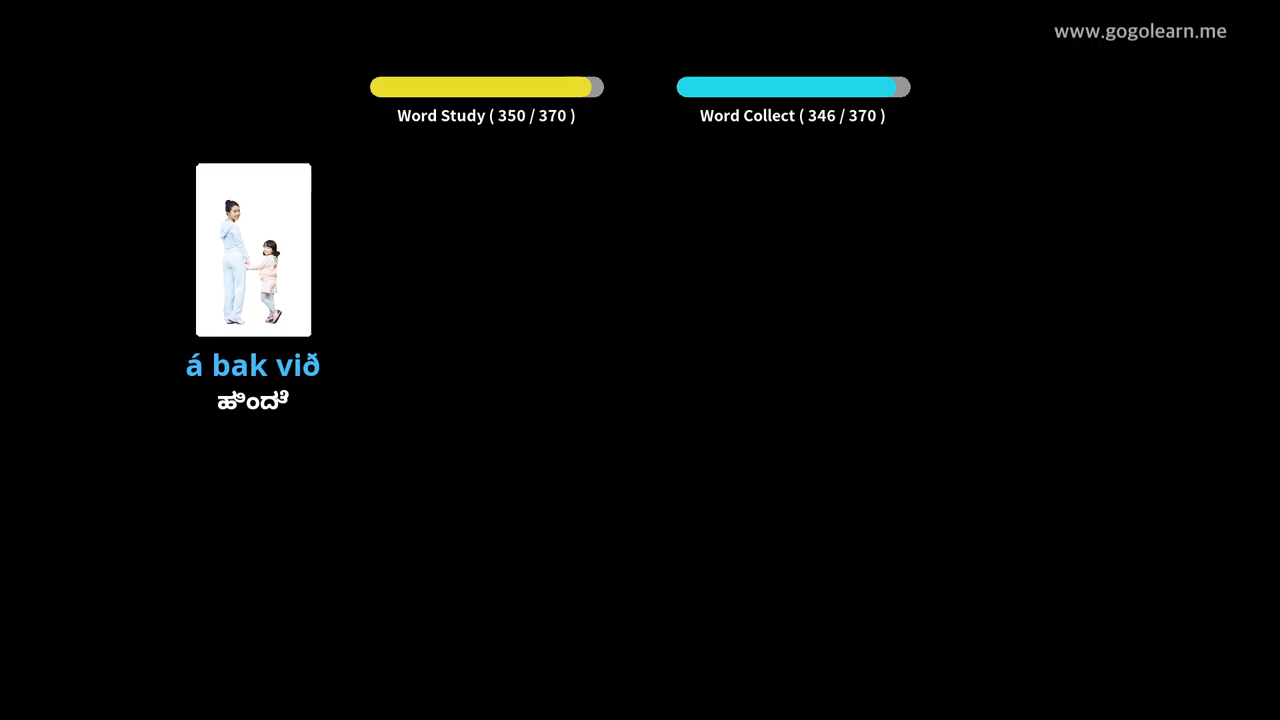 www.gogolearn.me
Word Study ( 350 / 370 )
Word Collect ( 346 / 370 )
á bak við
ಹಿಂದೆ